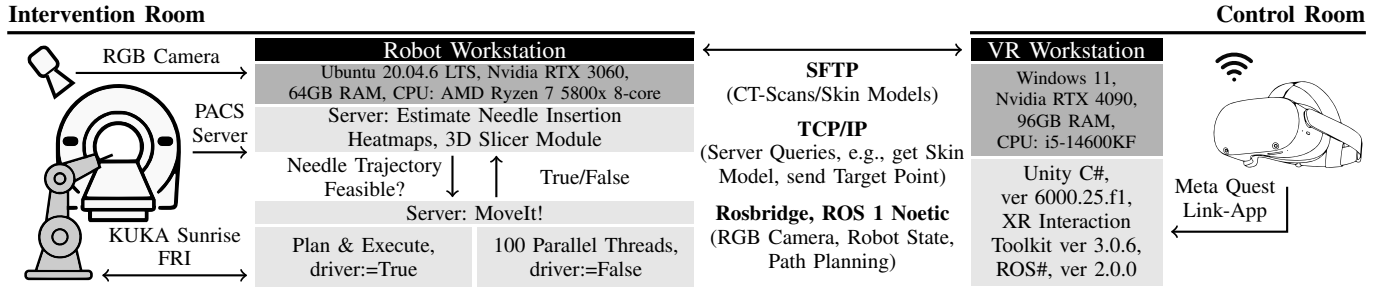 Intervention Room
Control Room
RGB Camera
PACS
Server
KUKA Sunrise
FRI
Robot Workstation
Ubuntu 20.04.6 LTS, Nvidia RTX 3060,
64GB RAM, CPU: AMD Ryzen 7 5800x 8-core
Server: Estimate Needle Insertion
Heatmaps, 3D Slicer Module
Needle Trajectory
Feasible?
True/False
Server: MoveIt!
Plan & Execute,
driver:=True
100 Parallel Threads,
driver:=False
SFTP
(CT-Scans/Skin Models)
TCP/IP
(Server Queries, e.g., get Skin
Model, send Target Point)
Rosbridge, ROS 1 Noetic
(RGB Camera, Robot State,
Path Planning)
VR Workstation
Windows 11,
Nvidia RTX 4090,
96GB RAM,
CPU: i5-14600KF
Unity C#,
ver 6000.25.f1,
XR Interaction
Toolkit ver 3.0.6,
ROS#, ver 2.0.0
Meta Quest
Link-App